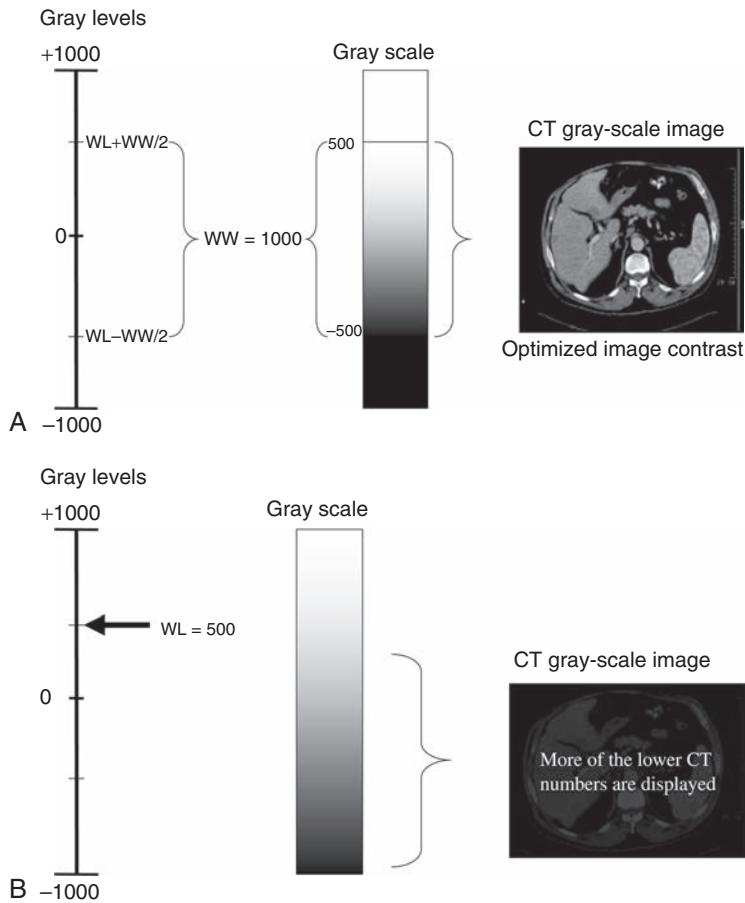 Gray levels
+1000
Gray scale
CT gray-scale image
WL+WW/2
500
0
WW = 1000
WL−WW/2
−500
Optimized image contrast
A
−1000
Gray levels
+1000
Gray scale
WL = 500
CT gray-scale image
0
More of the lower CT
numbers are displayed
B
−1000